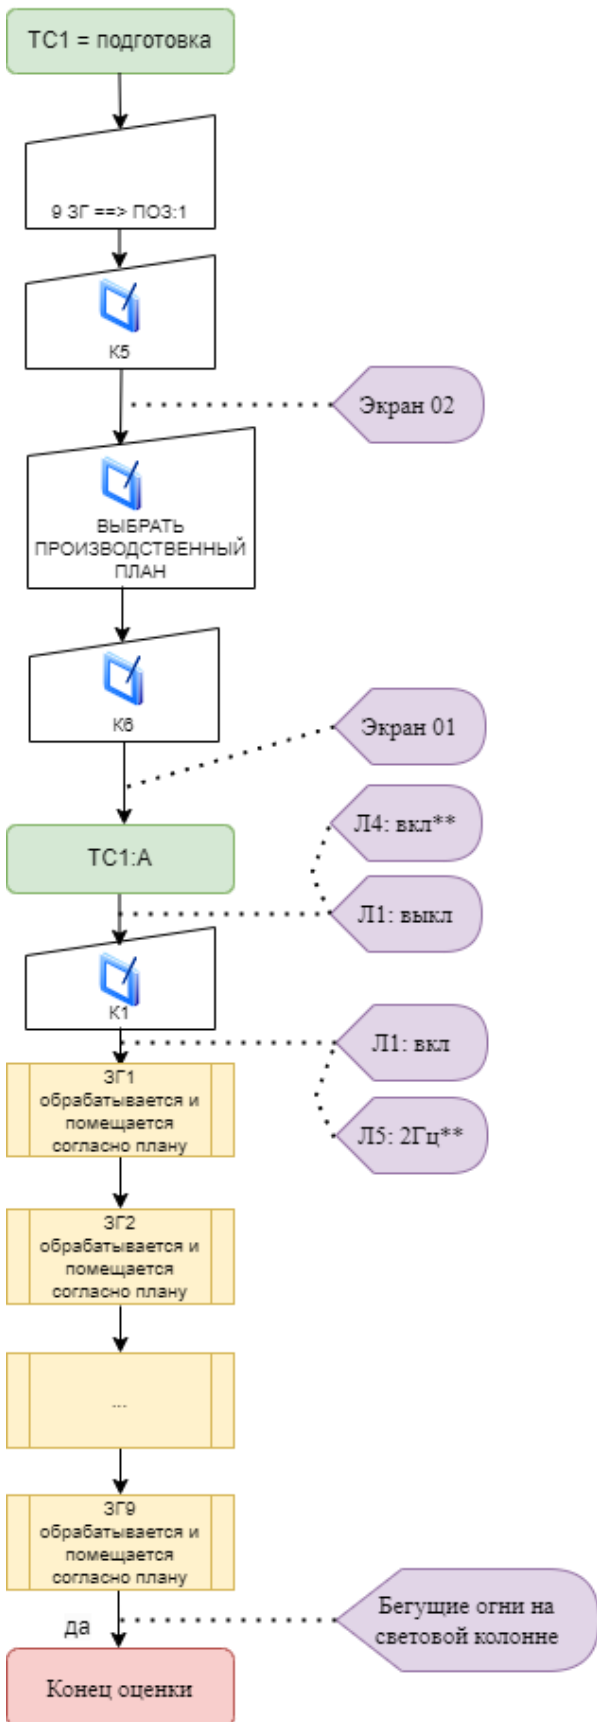 ТС1 = подготовка
9 ЗГ ==> ПОЗ:1
К5
Экран 02
ВЫБРАТЬ
ПРОИЗВОДСТВЕННЫЙ
ПЛАН
К6
Экран 01
Л4: вкл**
ТС1:А
Л1: выкл
К1
Л1: вкл
ЗГ1
обрабатывается и
помещается
согласно плану
Л5: 2Гц**
ЗГ2
обрабатывается и
помещается
согласно плану
...
ЗГ9
обрабатывается и
помещается
согласно плану
да
Бегущие огни на
световой колонне
Конец оценки